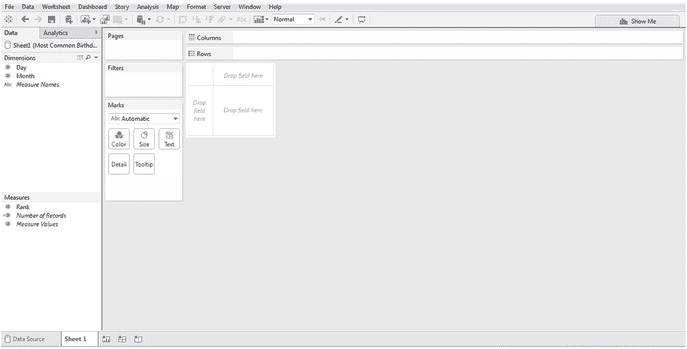 File Data Worksheet Dashboard Story Analysis Map Format Server Window Help
Normal
Show Me
Data Analytics
Sheet1 (Most Common Birthd...
Dimensions
Day
Month
Abc Measure Names
Measures
Rank
Number of Records
Measure Values
Pages
Filters
Marks
Abc Automatic
Color Size Text
Detail Tooltip
Columns
Rows
Drop field here
Drop field here
Drop field here
Data Source Sheet 1